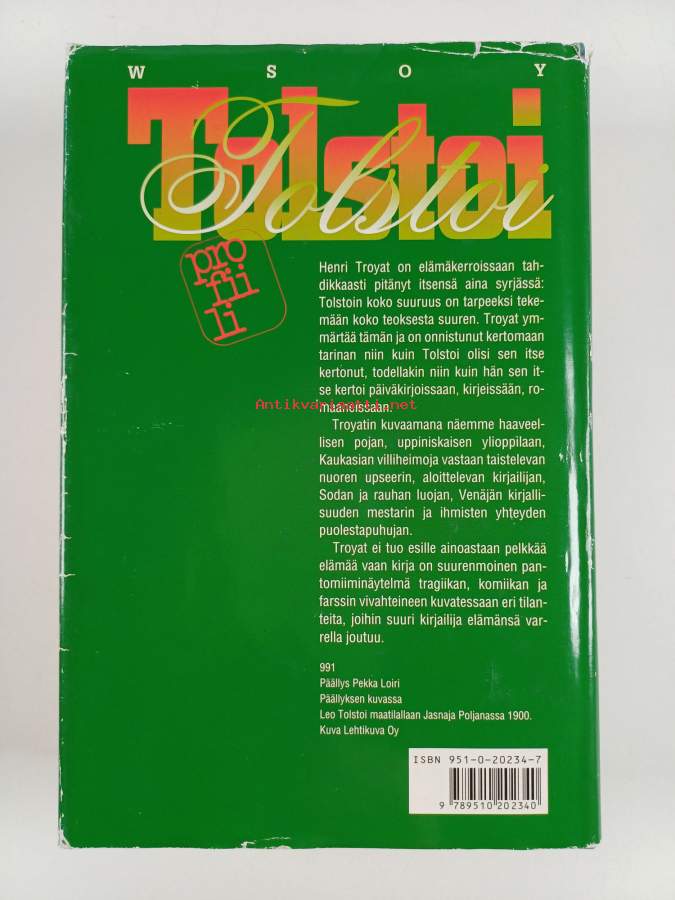 W S O Y
Tolstoi
Tolstoi
pro
fii
li
Henri Troyat on elämäkerroissaan tah-
dikkaasti pitänyt itsensä aina syrjässä:
Tolstoin koko suuruus on tarpeeksi teke-
mään koko teoksesta suuren. Troyat ym-
märtää tämän ja on onnistunut kertomaan
tarinan niin kuin Tolstoi olisi sen itse
kertonut, todellakin niin kuin hän sen it-
se kertoi päiväkirjoissaan, kirjeissään, ro-
maaneissaan.
Antikvariaatti.net
Troyatin kuvaamana näemme haaveel-
lisen pojan, uppiniskaisen ylioppilaan,
Kaukasian villiheimoja vastaan taistelevan
nuoren upseerin, aloittelevan kirjailijan,
Sodan ja rauhan luojan, Venäjän kirjalli-
suuden mestarin ja ihmisten yhteyden
puolestapuhujan.
Troyat ei tuo esille ainoastaan pelkkää
elämää vaan kirja on suurenmoinen pan-
tomiiminäytelmä tragiikan, komiikan ja
farssin vivahteineen kuvatessaan eri tilan-
teita, joihin suuri kirjailija elämänsä var-
rella joutuu.
991
Päällys Pekka Loiri
Päällyksen kuvassa
Leo Tolstoi maatilallaan Jasnaja Poljanassa 1900.
Kuva Lehtikuva Oy
ISBN 951-0-20234-7
9 789510 202340